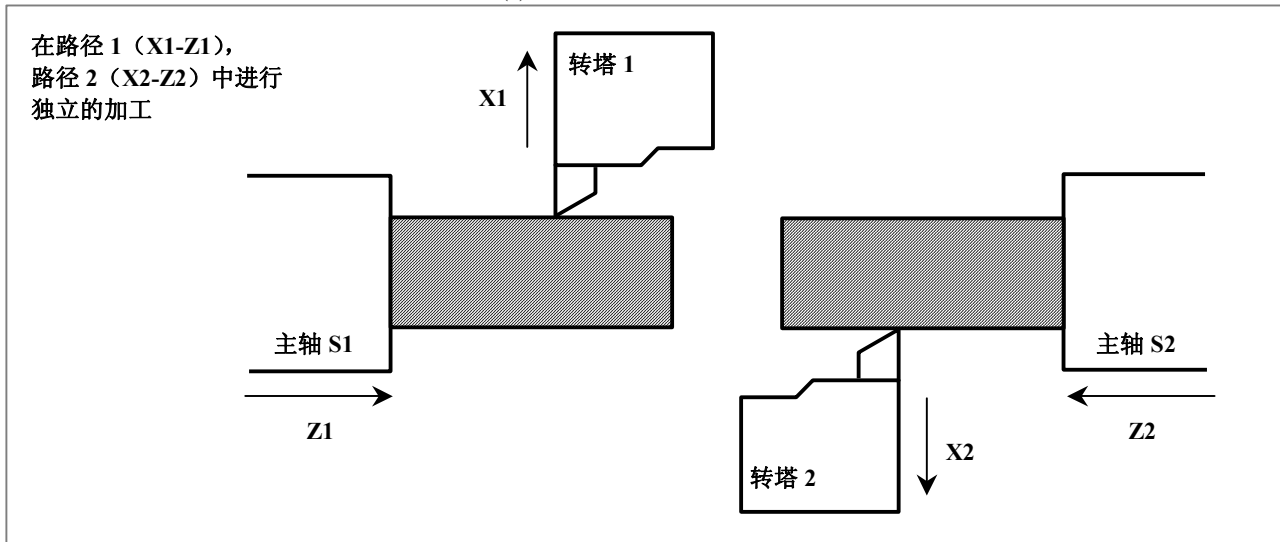 在路径 1（X1-Z1），
路径 2（X2-Z2）中进行
独立的加工
转塔 1
X1
主轴 S1
主轴 S2
Z1
Z2
X2
转塔 2